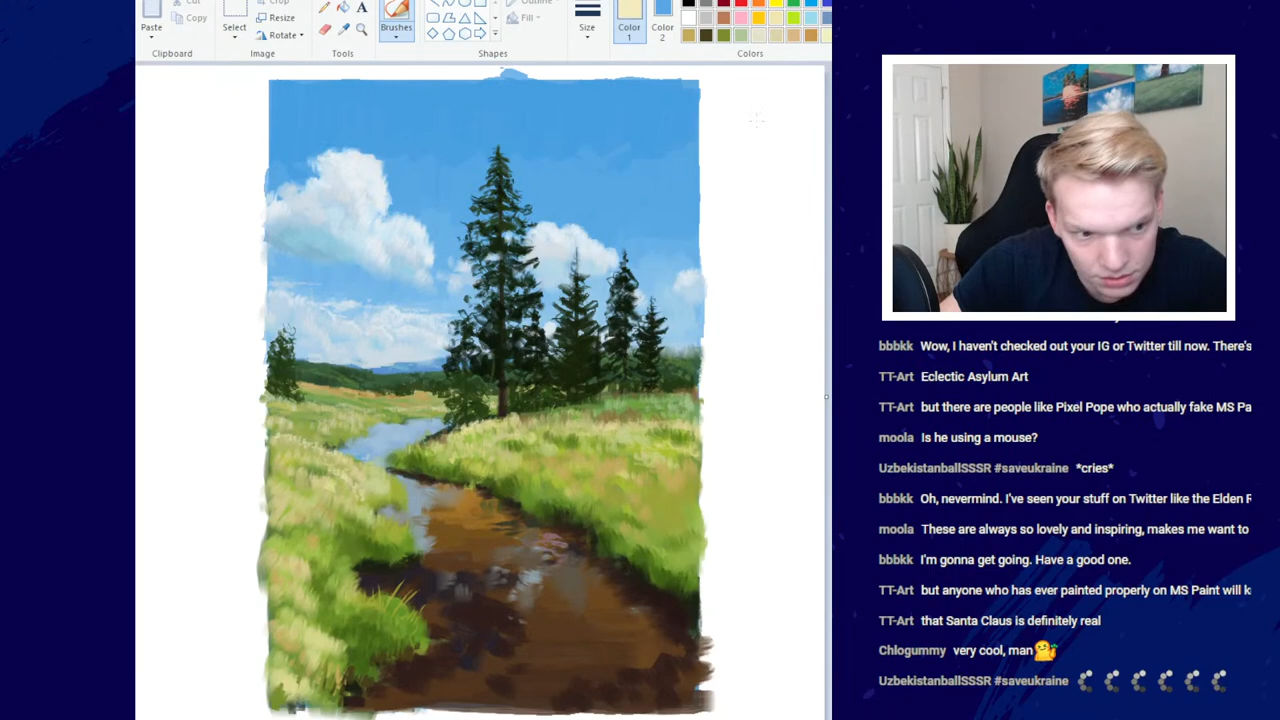 Crop
Outline
Paste
Copy
Select
Resize
Rotate
A
Brushes
Fill
Size
Color
1
Color
2
Clipboard
Image
Tools
Shapes
Colors
bbbkk Wow, I haven't checked out your IG or Twitter till now. There's
TT-Art Eclectic Asylum Art
TT-Art but there are people like Pixel Pope who actually fake MS Pa
moola Is he using a mouse?
UzbekistanballSSSR #saveukraine *cries*
bbbkk Oh, nevermind. I've seen your stuff on Twitter like the Elden R
moola These are always so lovely and inspiring, makes me want to
bbbkk I'm gonna get going. Have a good one.
TT-Art but anyone who has ever painted properly on MS Paint will k
TT-Art that Santa Claus is definitely real
Chlogummy very cool, man
UzbekistanballSSSR #saveukraine